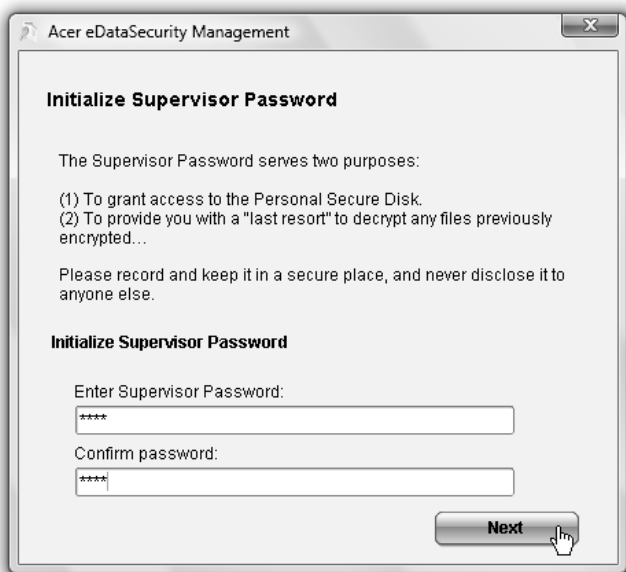 Acer eDataSecurity Management
Initialize Supervisor Password
The Supervisor Password serves two purposes:
(1) To grant access to the Personal Secure Disk.
(2) To provide you with a "last resort" to decrypt any files previously
encrypted...
Please record and keep it in a secure place, and never disclose it to
anyone else.
Initialize Supervisor Password
Enter Supervisor Password:
****
Confirm password:
****
Next